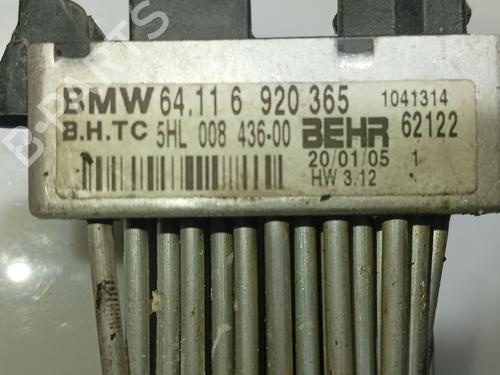 BMW 64.11 6 920 365 1041314
B.H.TC 5HL 008 436-00 BEHR 62122
20/01/05 1
HW 3.12
B-PARTS